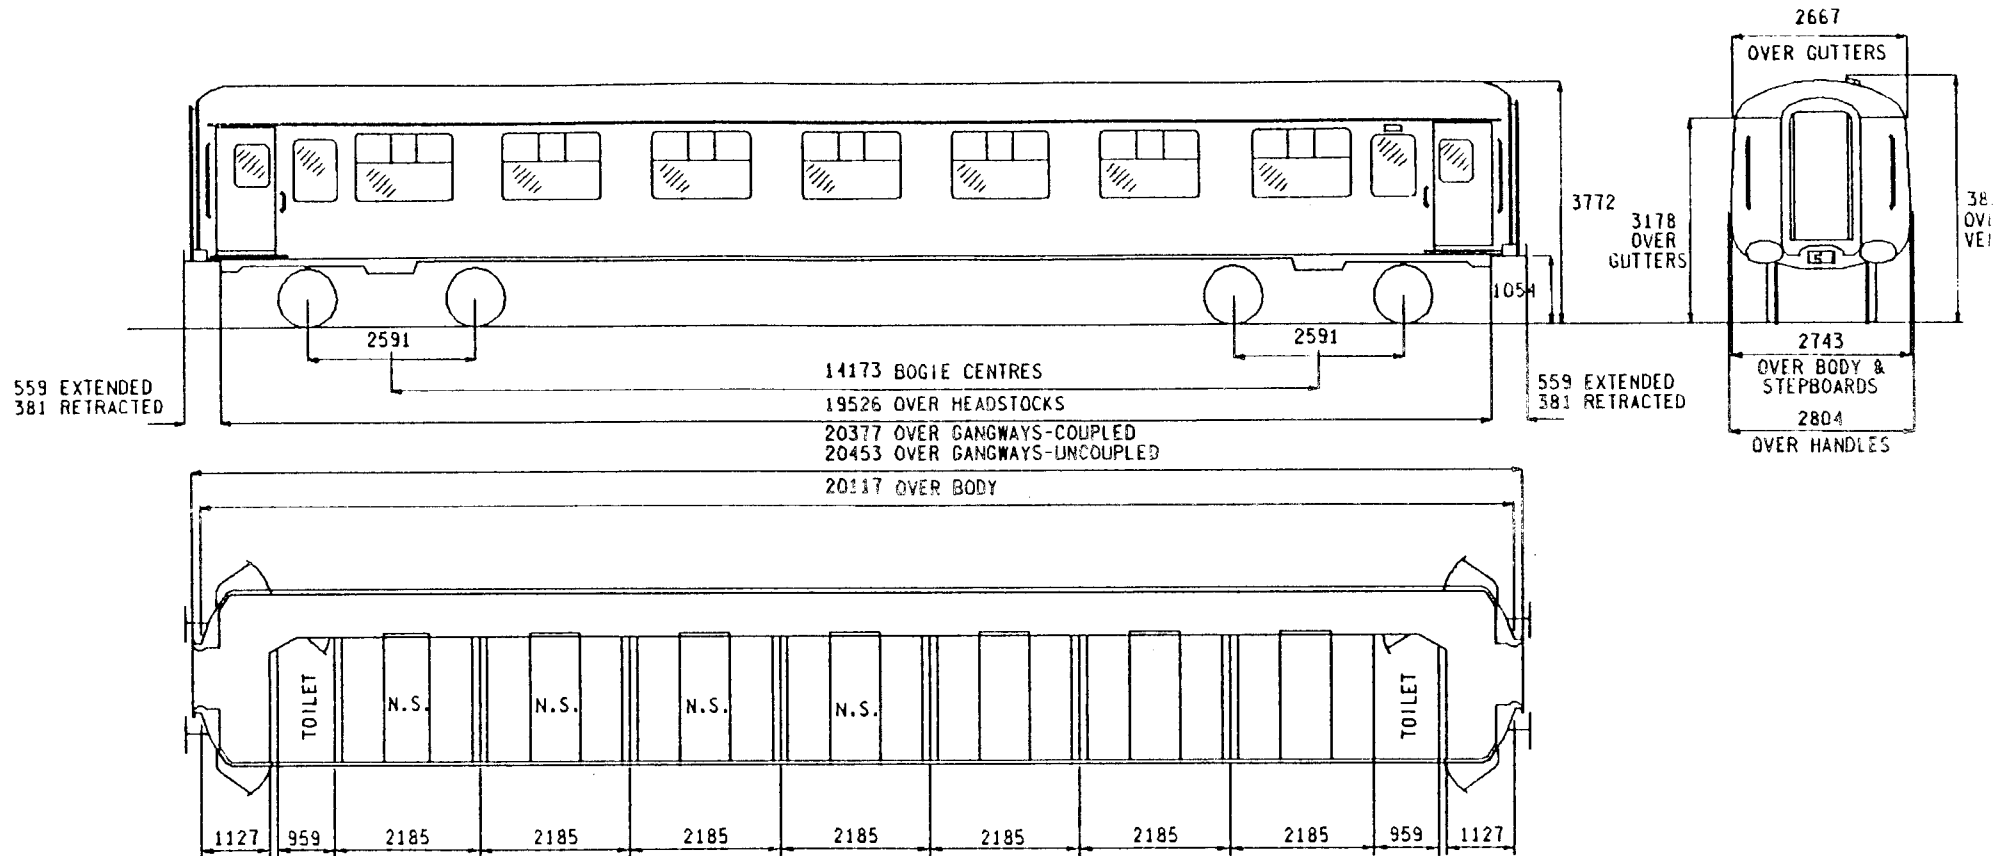 2667
OVER GUTTERS
3772
3178
OVER
GUTTERS
1054
2591
2591
2743
OVER BODY &
STEPBOARDS
2804
OVER HANDLES
559 EXTENDED
381 RETRACTED
14173 BOGIE CENTRES
559 EXTENDED
381 RETRACTED
19526 OVER HEADSTOCKS
20377 OVER GANGWAYS-COUPLED
20453 OVER GANGWAYS-UNCOUPLED
20117 OVER BODY
TOILET
N.S.
N.S.
N.S.
N.S.
TOILET
1127 959 2185 2185 2185 2185 2185 2185 2185 959 1127